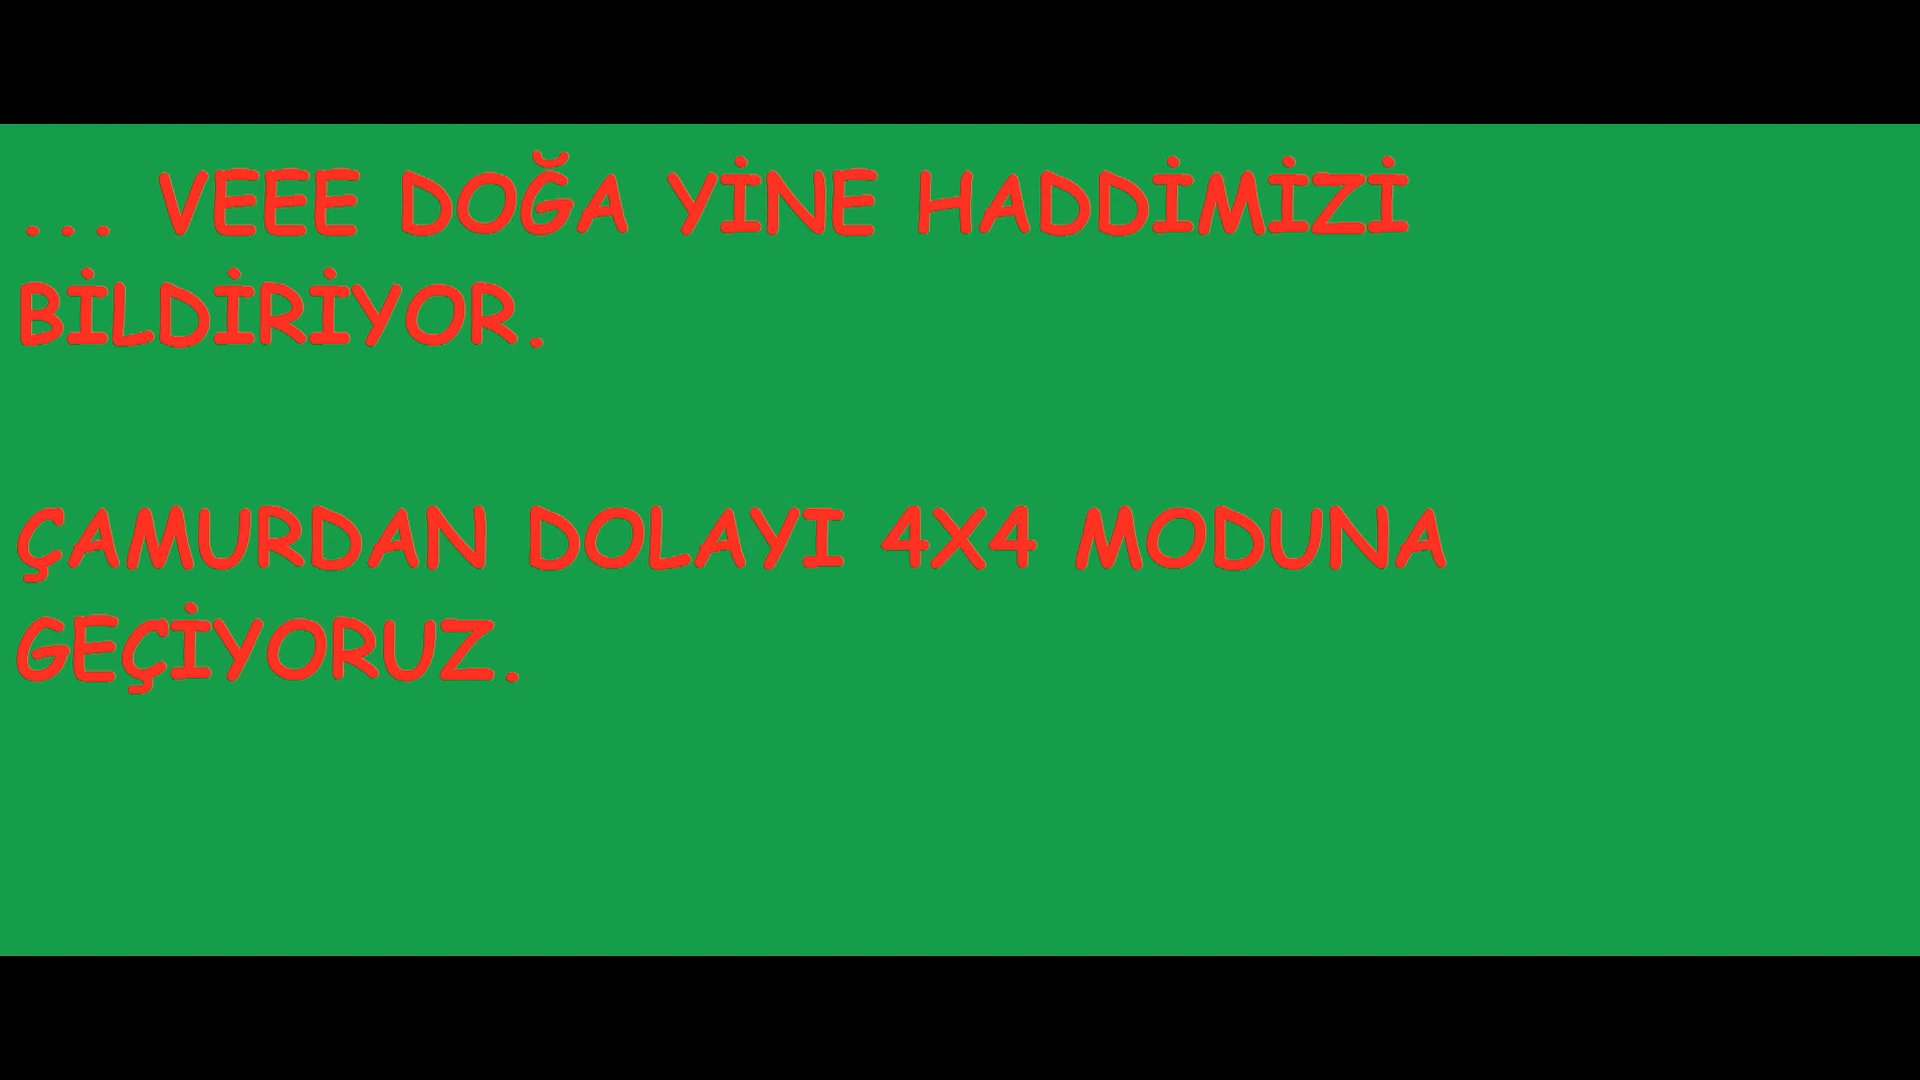 ... VEEE DOĞA YİNE HADDİMİZİ
BİLDİRİYOR.
ÇAMURDAN DOLAYI 4X4 MODUNA
GEÇİYORUZ.